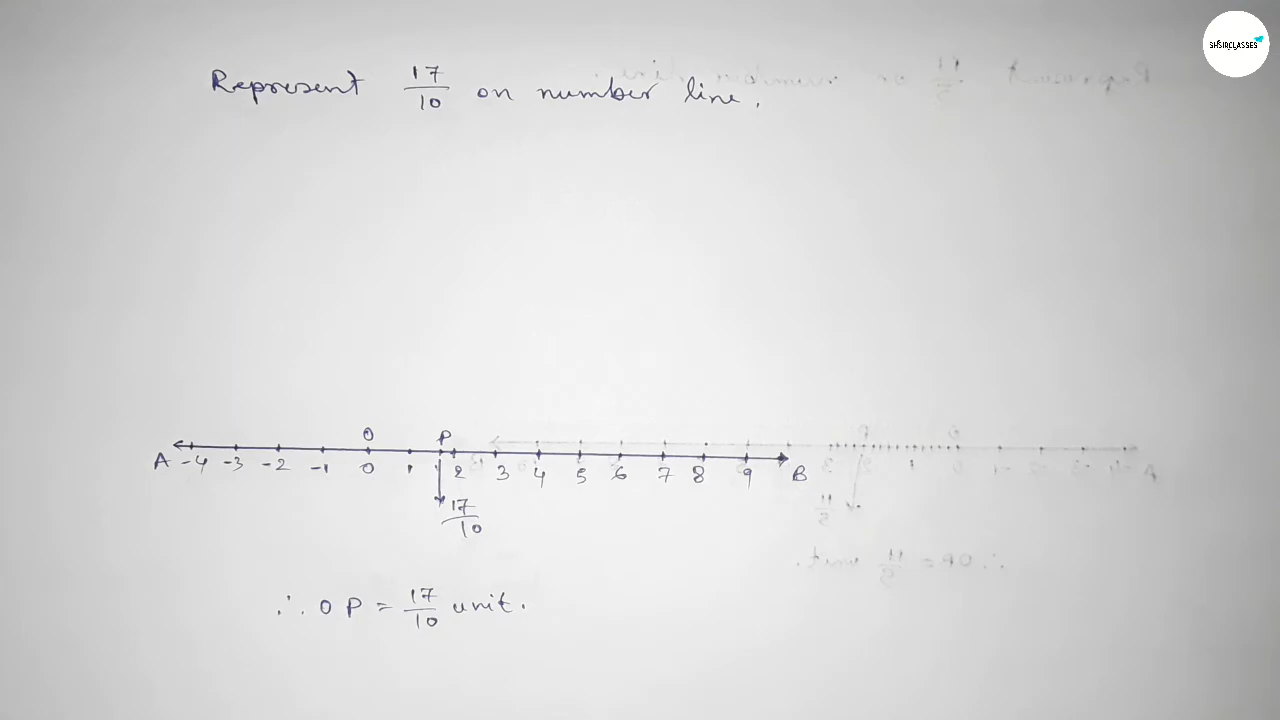 SHSIRCLASSES
Represent 17/10 on number line.
O P
A -4 -3 -2 -1 0 1 2 3 4 5 6 7 8 9 B
17/10
∴ OP = 17/10 unit.